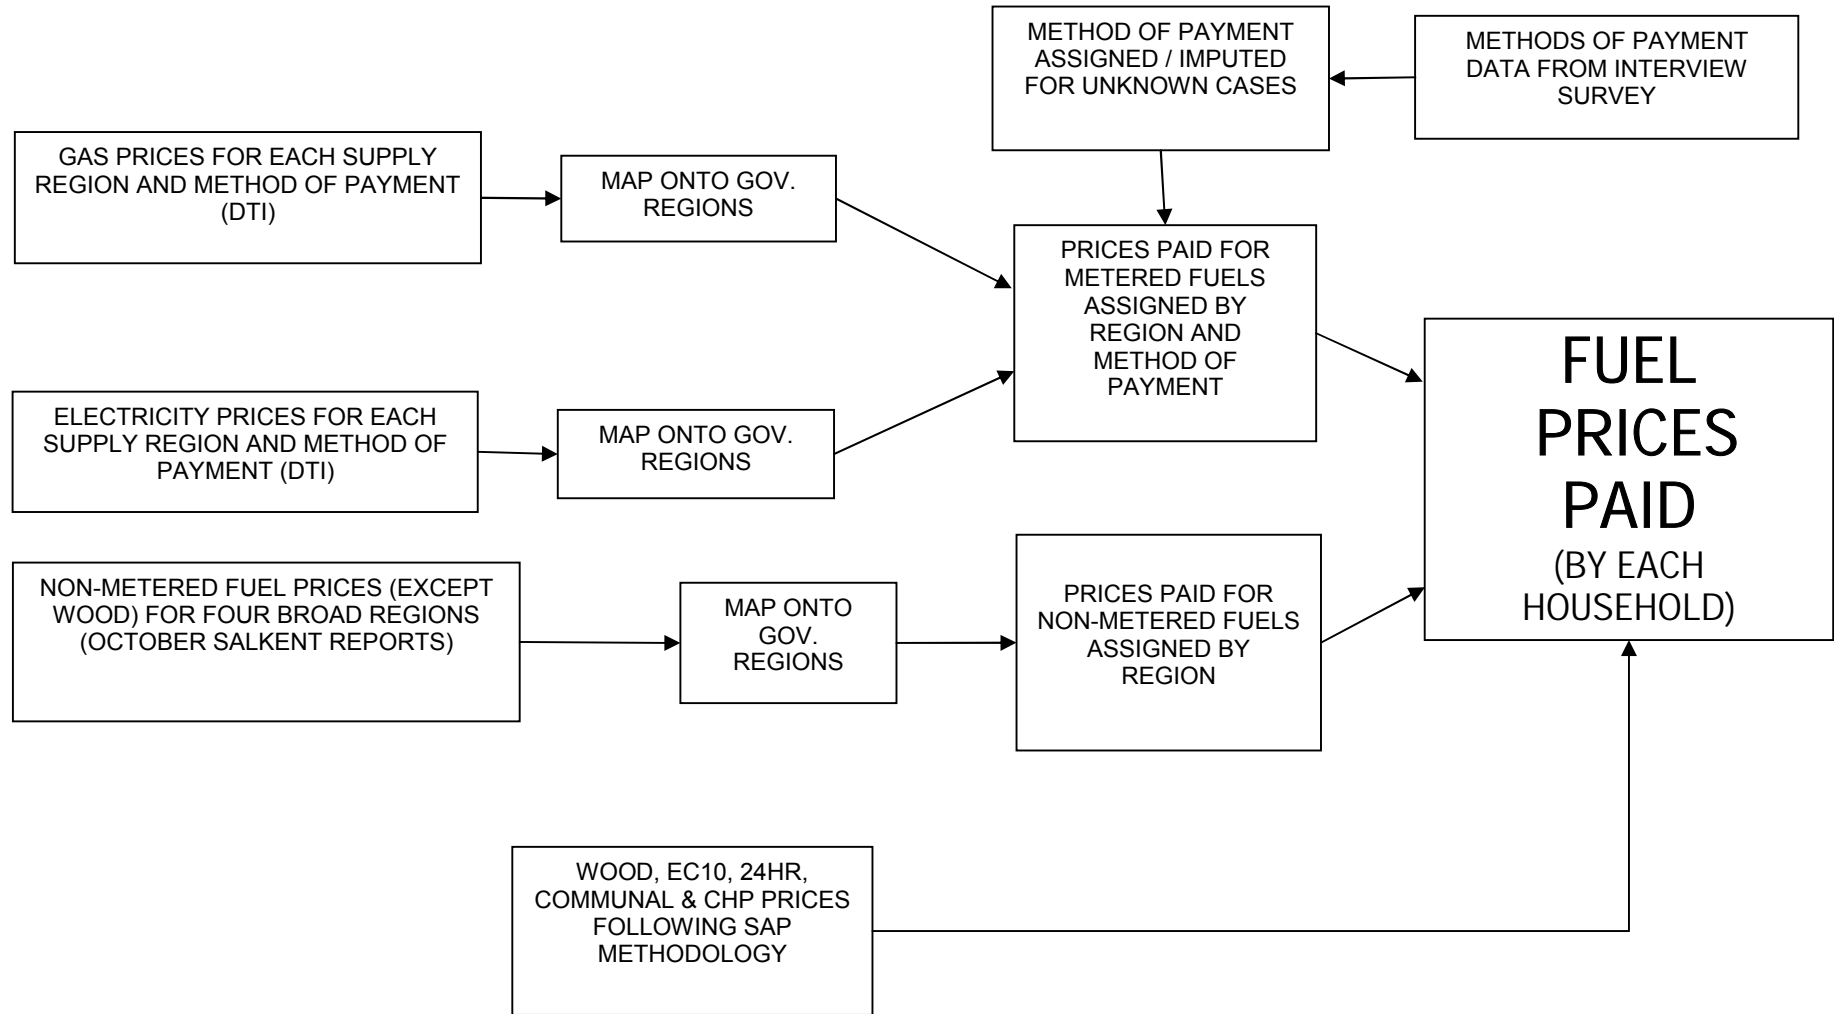 METHOD OF PAYMENT
ASSIGNED / IMPUTED
FOR UNKNOWN CASES
METHODS OF PAYMENT
DATA FROM INTERVIEW
SURVEY
GAS PRICES FOR EACH SUPPLY
REGION AND METHOD OF PAYMENT
(DTI)
MAP ONTO GOV.
REGIONS
PRICES PAID FOR
METERED FUELS
ASSIGNED BY
REGION AND
METHOD OF
PAYMENT
FUEL
PRICES
PAID
(BY EACH
HOUSEHOLD)
ELECTRICITY PRICES FOR EACH
SUPPLY REGION AND METHOD OF
PAYMENT (DTI)
MAP ONTO GOV.
REGIONS
NON-METERED FUEL PRICES (EXCEPT
WOOD) FOR FOUR BROAD REGIONS
(OCTOBER SALKENT REPORTS)
MAP ONTO
GOV.
REGIONS
PRICES PAID FOR
NON-METERED FUELS
ASSIGNED BY
REGION
WOOD, EC10, 24HR,
COMMUNAL & CHP PRICES
FOLLOWING SAP
METHODOLOGY